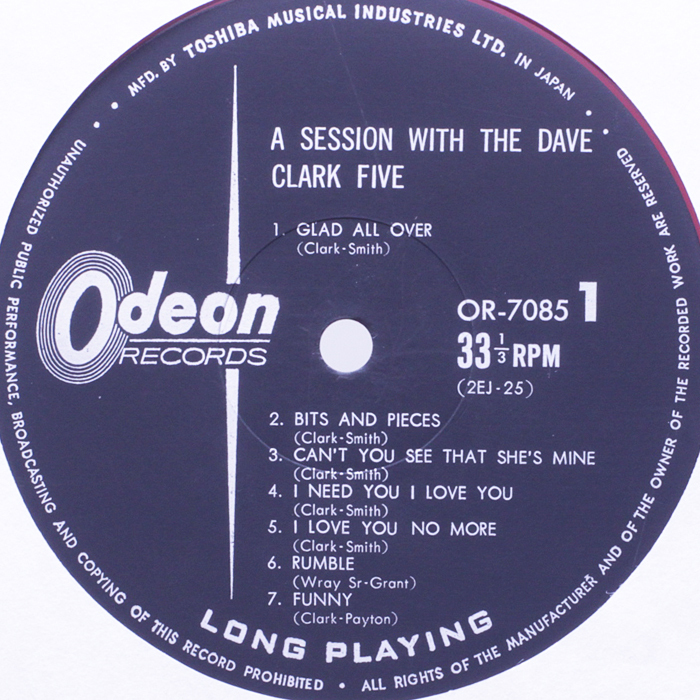 MFD. BY TOSHIBA MUSICAL INDUSTRIES LTD. IN JAPAN
A SESSION WITH THE DAVE
CLARK FIVE
1. GLAD ALL OVER
(Clark-Smith)
Odeon
RECORDS
OR-7085 1
33 1/3 RPM
(2EJ-25)
2. BITS AND PIECES
(Clark-Smith)
3. CAN'T YOU SEE THAT SHE'S MINE
(Clark-Smith)
4. I NEED YOU I LOVE YOU
(Clark-Smith)
5. I LOVE YOU NO MORE
(Clark-Smith)
6. RUMBLE
(Wray Sr-Grant)
7. FUNNY
(Clark-Payton)
LONG PLAYING
UNAUTHORIZED PUBLIC PERFORMANCE, BROADCASTING AND COPYING OF THIS RECORD PROHIBITED • ALL RIGHTS OF THE MANUFACTURER AND OF THE OWNER OF THE RECORDED WORK ARE RESERVED